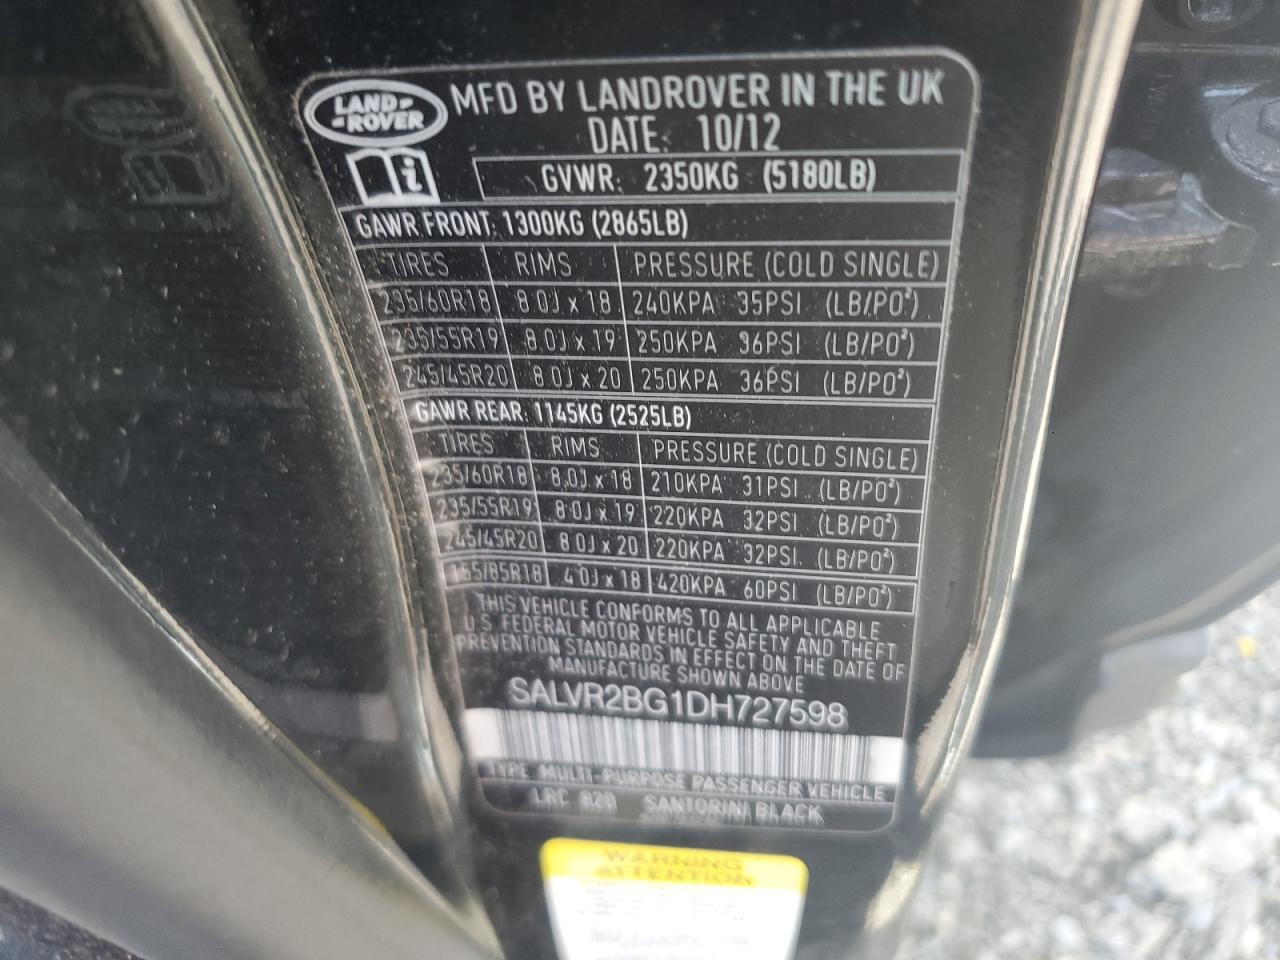 LAND-
-ROVER
MFD BY LANDROVER IN THE UK
DATE: 10/12
i
GVWR: 2350KG (5180LB)
GAWR FRONT: 1300KG (2865LB)
TIRES RIMS PRESSURE (COLD SINGLE)
235/60R18 8.0J x 18 240KPA 35PSI (LB/PO²)
235/55R19 8.0J x 19 250KPA 36PSI (LB/PO²)
245/45R20 8.0J x 20 250KPA 36PSI (LB/PO²)
GAWR REAR: 1145KG (2525LB)
TIRES RIMS PRESSURE (COLD SINGLE)
235/60R18 8.0J x 18 210KPA 31PSI (LB/PO²)
235/55R19 8.0J x 19 220KPA 32PSI (LB/PO²)
245/45R20 8.0J x 20 220KPA 32PSI (LB/PO²)
155/85R18 4.0J x 18 420KPA 60PSI (LB/PO²)
THIS VEHICLE CONFORMS TO ALL APPLICABLE
U.S. FEDERAL MOTOR VEHICLE SAFETY AND THEFT
PREVENTION STANDARDS IN EFFECT ON THE DATE OF
MANUFACTURE SHOWN ABOVE
SALVR2BG1DH727598
TYPE: MULTI-PURPOSE PASSENGER VEHICLE
LRC 820 SANTORINI BLACK
WARNING
ATTENTION